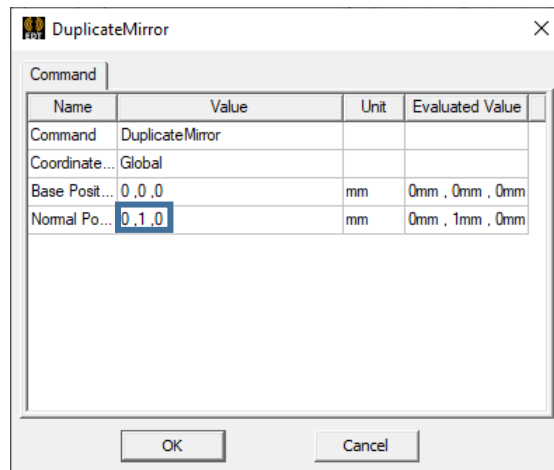 EDT DuplicateMirror
Command
Name Value Unit Evaluated Value
Command DuplicateMirror
Coordinate... Global
Base Posit... 0 ,0 ,0 mm 0mm , 0mm , 0mm
Normal Po... 0 ,1 ,0 mm 0mm , 1mm , 0mm
OK Cancel